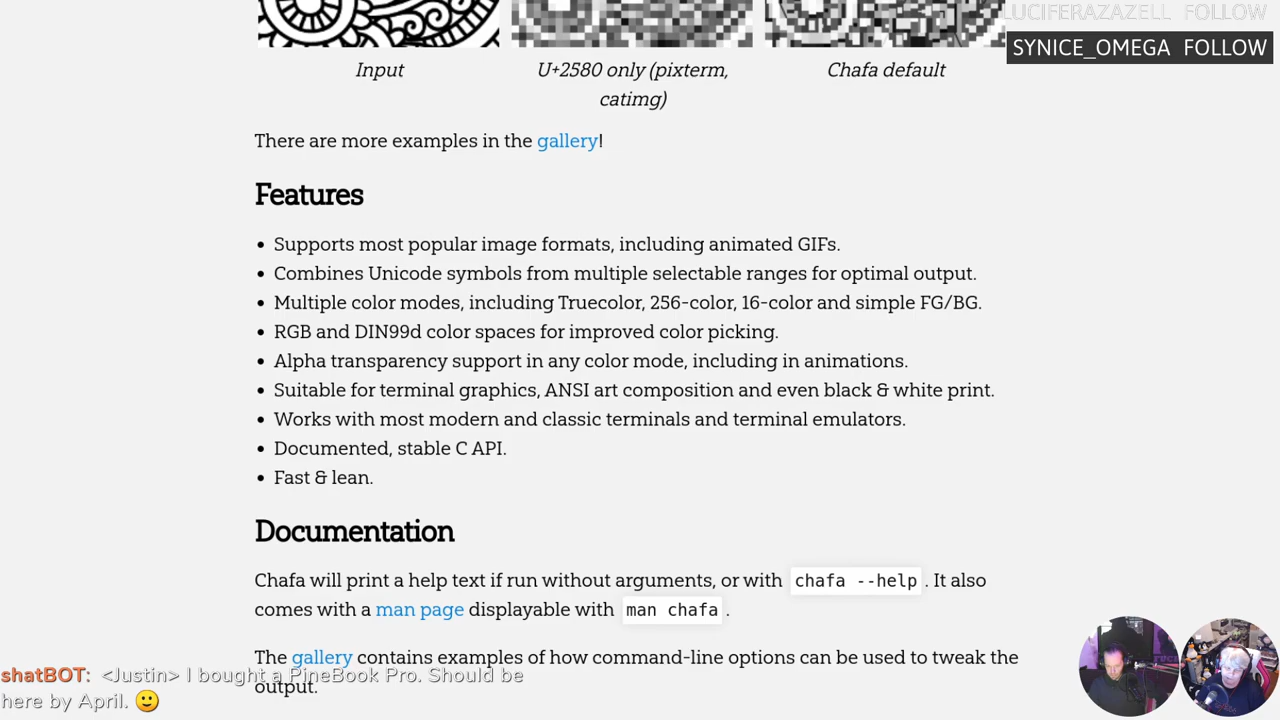 LUCIFERAZAZELL FOLLOW
SYNICE_OMEGA FOLLOW
Input
U+2580 only (pixterm,
catimg)
Chafa default
There are more examples in the gallery!
Features
• Supports most popular image formats, including animated GIFs.
• Combines Unicode symbols from multiple selectable ranges for optimal output.
• Multiple color modes, including Truecolor, 256-color, 16-color and simple FG/BG.
• RGB and DIN99d color spaces for improved color picking.
• Alpha transparency support in any color mode, including in animations.
• Suitable for terminal graphics, ANSI art composition and even black & white print.
• Works with most modern and classic terminals and terminal emulators.
• Documented, stable C API.
• Fast & lean.
Documentation
Chafa will print a help text if run without arguments, or with chafa --help . It also
comes with a man page displayable with man chafa .
The gallery contains examples of how command-line options can be used to tweak the
output.
shatBOT: <Justin> I bought a PineBook Pro. Should be
here by April. 🙂